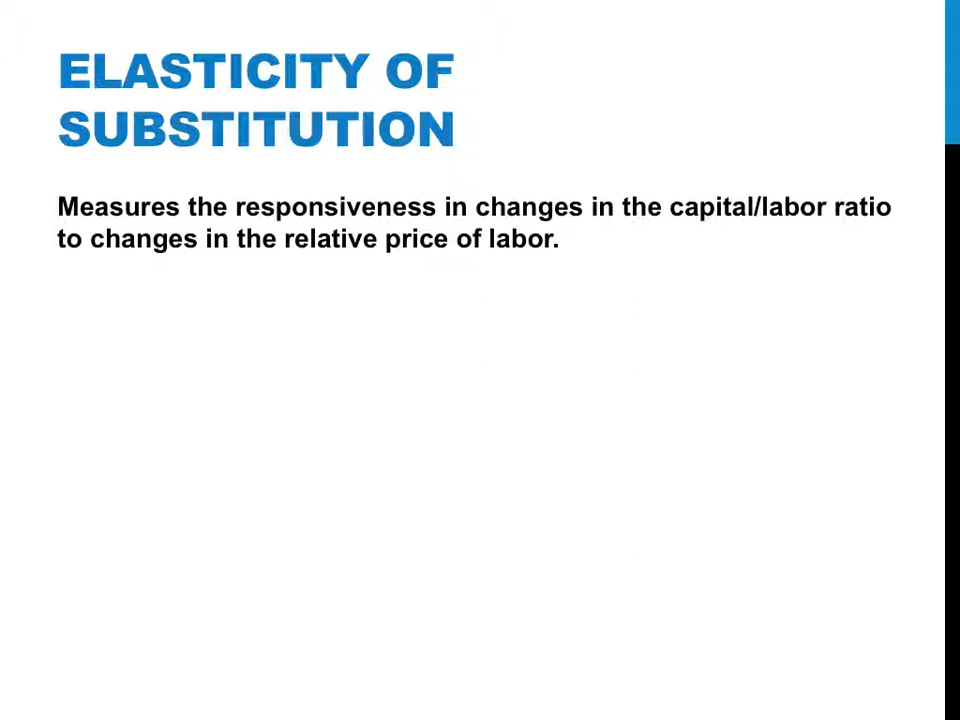 ELASTICITY OF
SUBSTITUTION
Measures the responsiveness in changes in the capital/labor ratio
to changes in the relative price of labor.